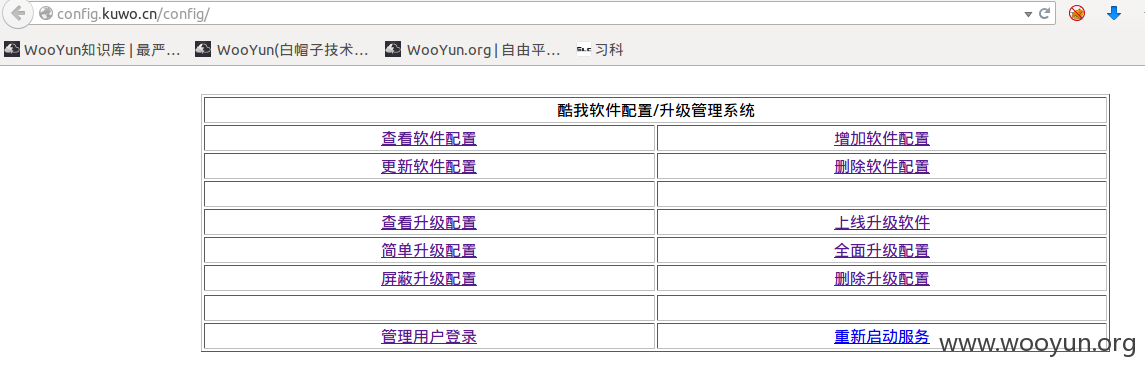 config.kuwo.cn/config/
WooYun知识库 | 最严... WooYun(白帽子技术... WooYun.org | 自由平... 习科
酷我软件配置/升级管理系统
查看软件配置 增加软件配置
更新软件配置 删除软件配置
查看升级配置 上线升级软件
简单升级配置 全面升级配置
屏蔽升级配置 删除升级配置
管理用户登录 重新启动服务
www.wooyun.org